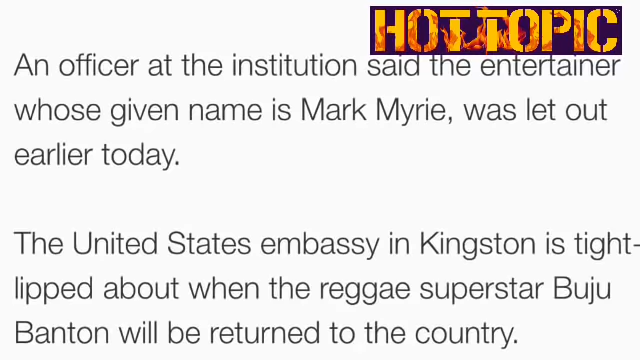 HOT TOPIC
An officer at the institution said the entertainer
whose given name is Mark Myrie, was let out
earlier today.
The United States embassy in Kingston is tight-
lipped about when the reggae superstar Buju
Banton will be returned to the country.